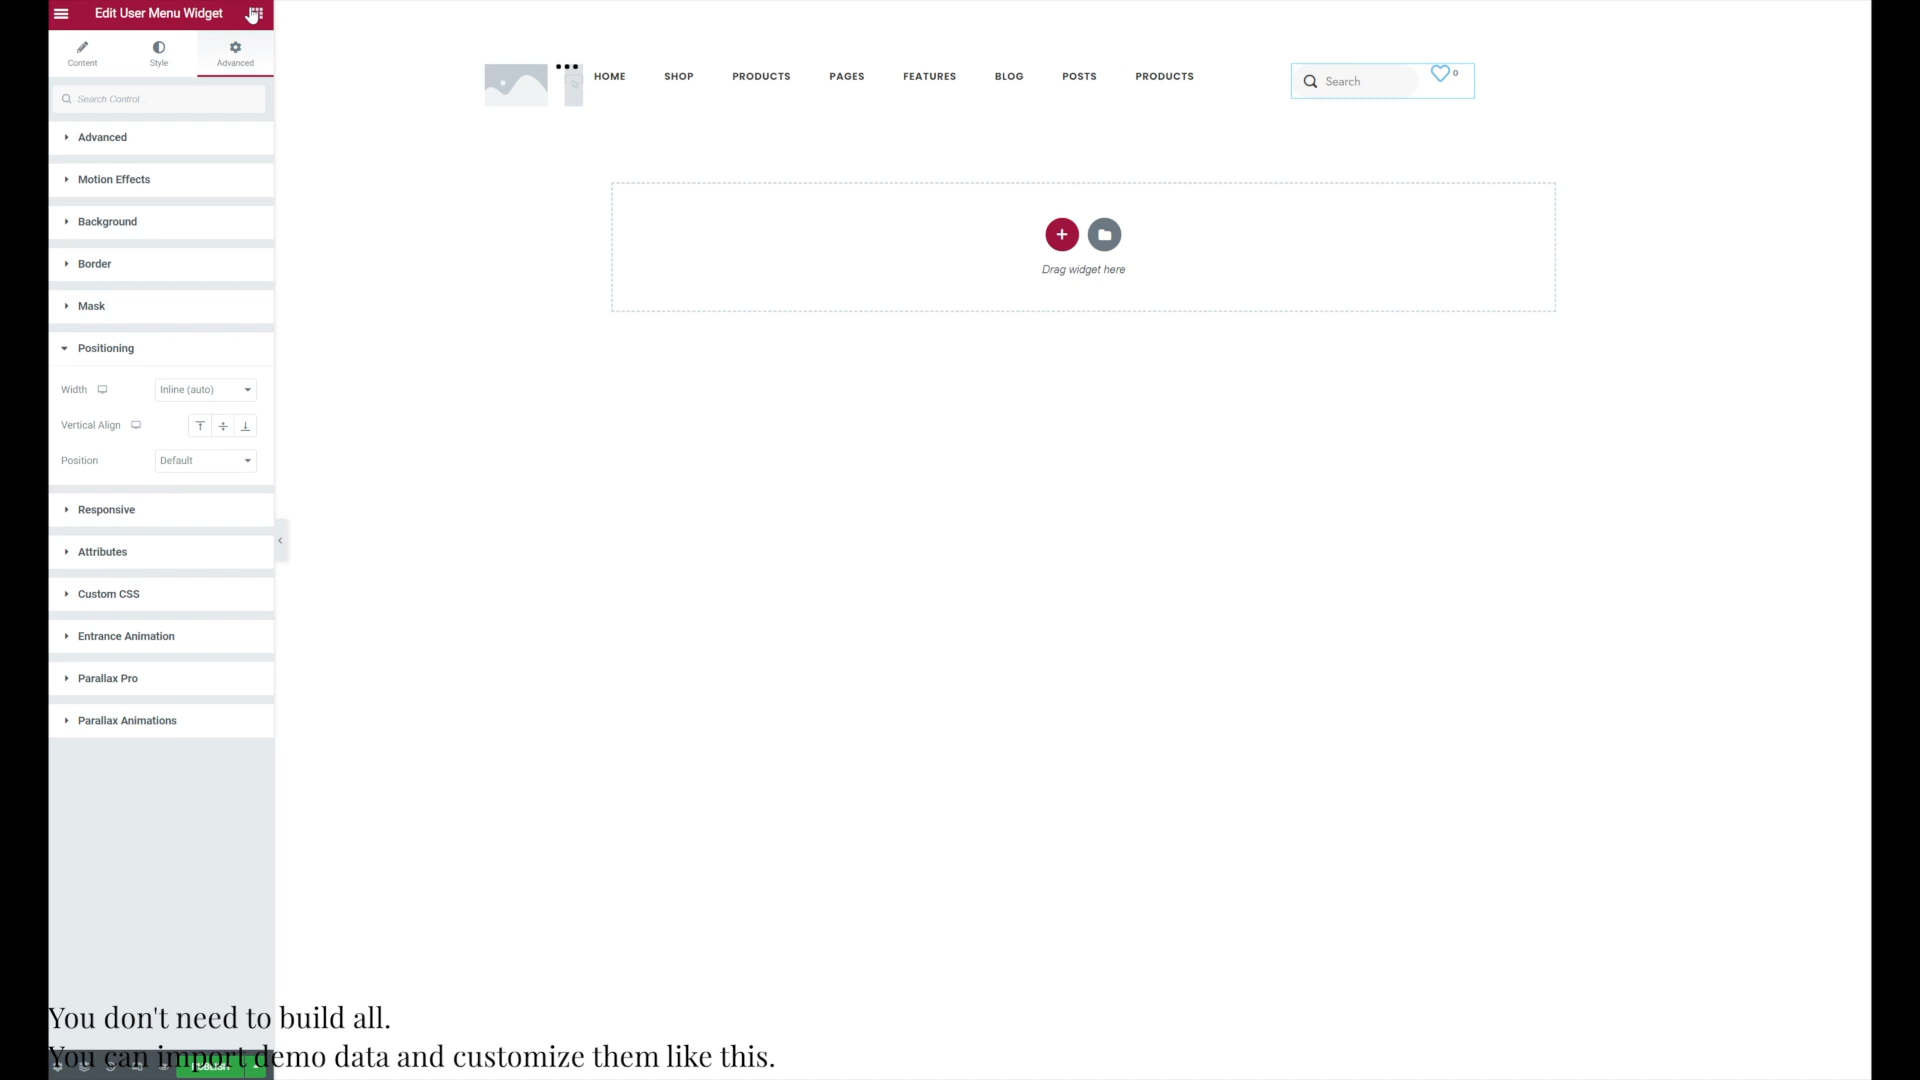 Edit User Menu Widget
Content Style Advanced
Search Control...
Advanced
Motion Effects
Background
Border
Mask
Positioning
Width Inline (auto)
Vertical Align
Position Default
Responsive
Attributes
Custom CSS
Entrance Animation
Parallax Pro
Parallax Animations
PUBLISH
HOME SHOP PRODUCTS PAGES FEATURES BLOG POSTS PRODUCTS
Search 0
Drag widget here
You don't need to build all.
You can import demo data and customize them like this.